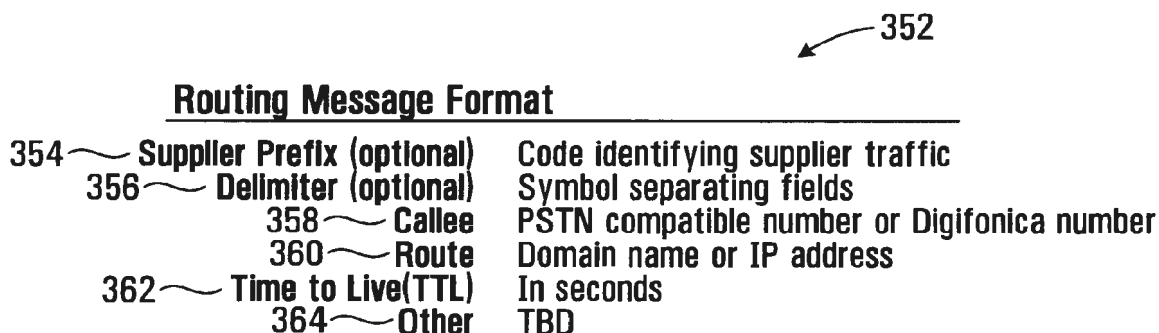 352
Routing Message Format
354 Supplier Prefix (optional) Code identifying supplier traffic
356 Delimiter (optional) Symbol separating fields
358 Callee PSTN compatible number or Digifonica number
360 Route Domain name or IP address
362 Time to Live(TTL) In seconds
364 Other TBD